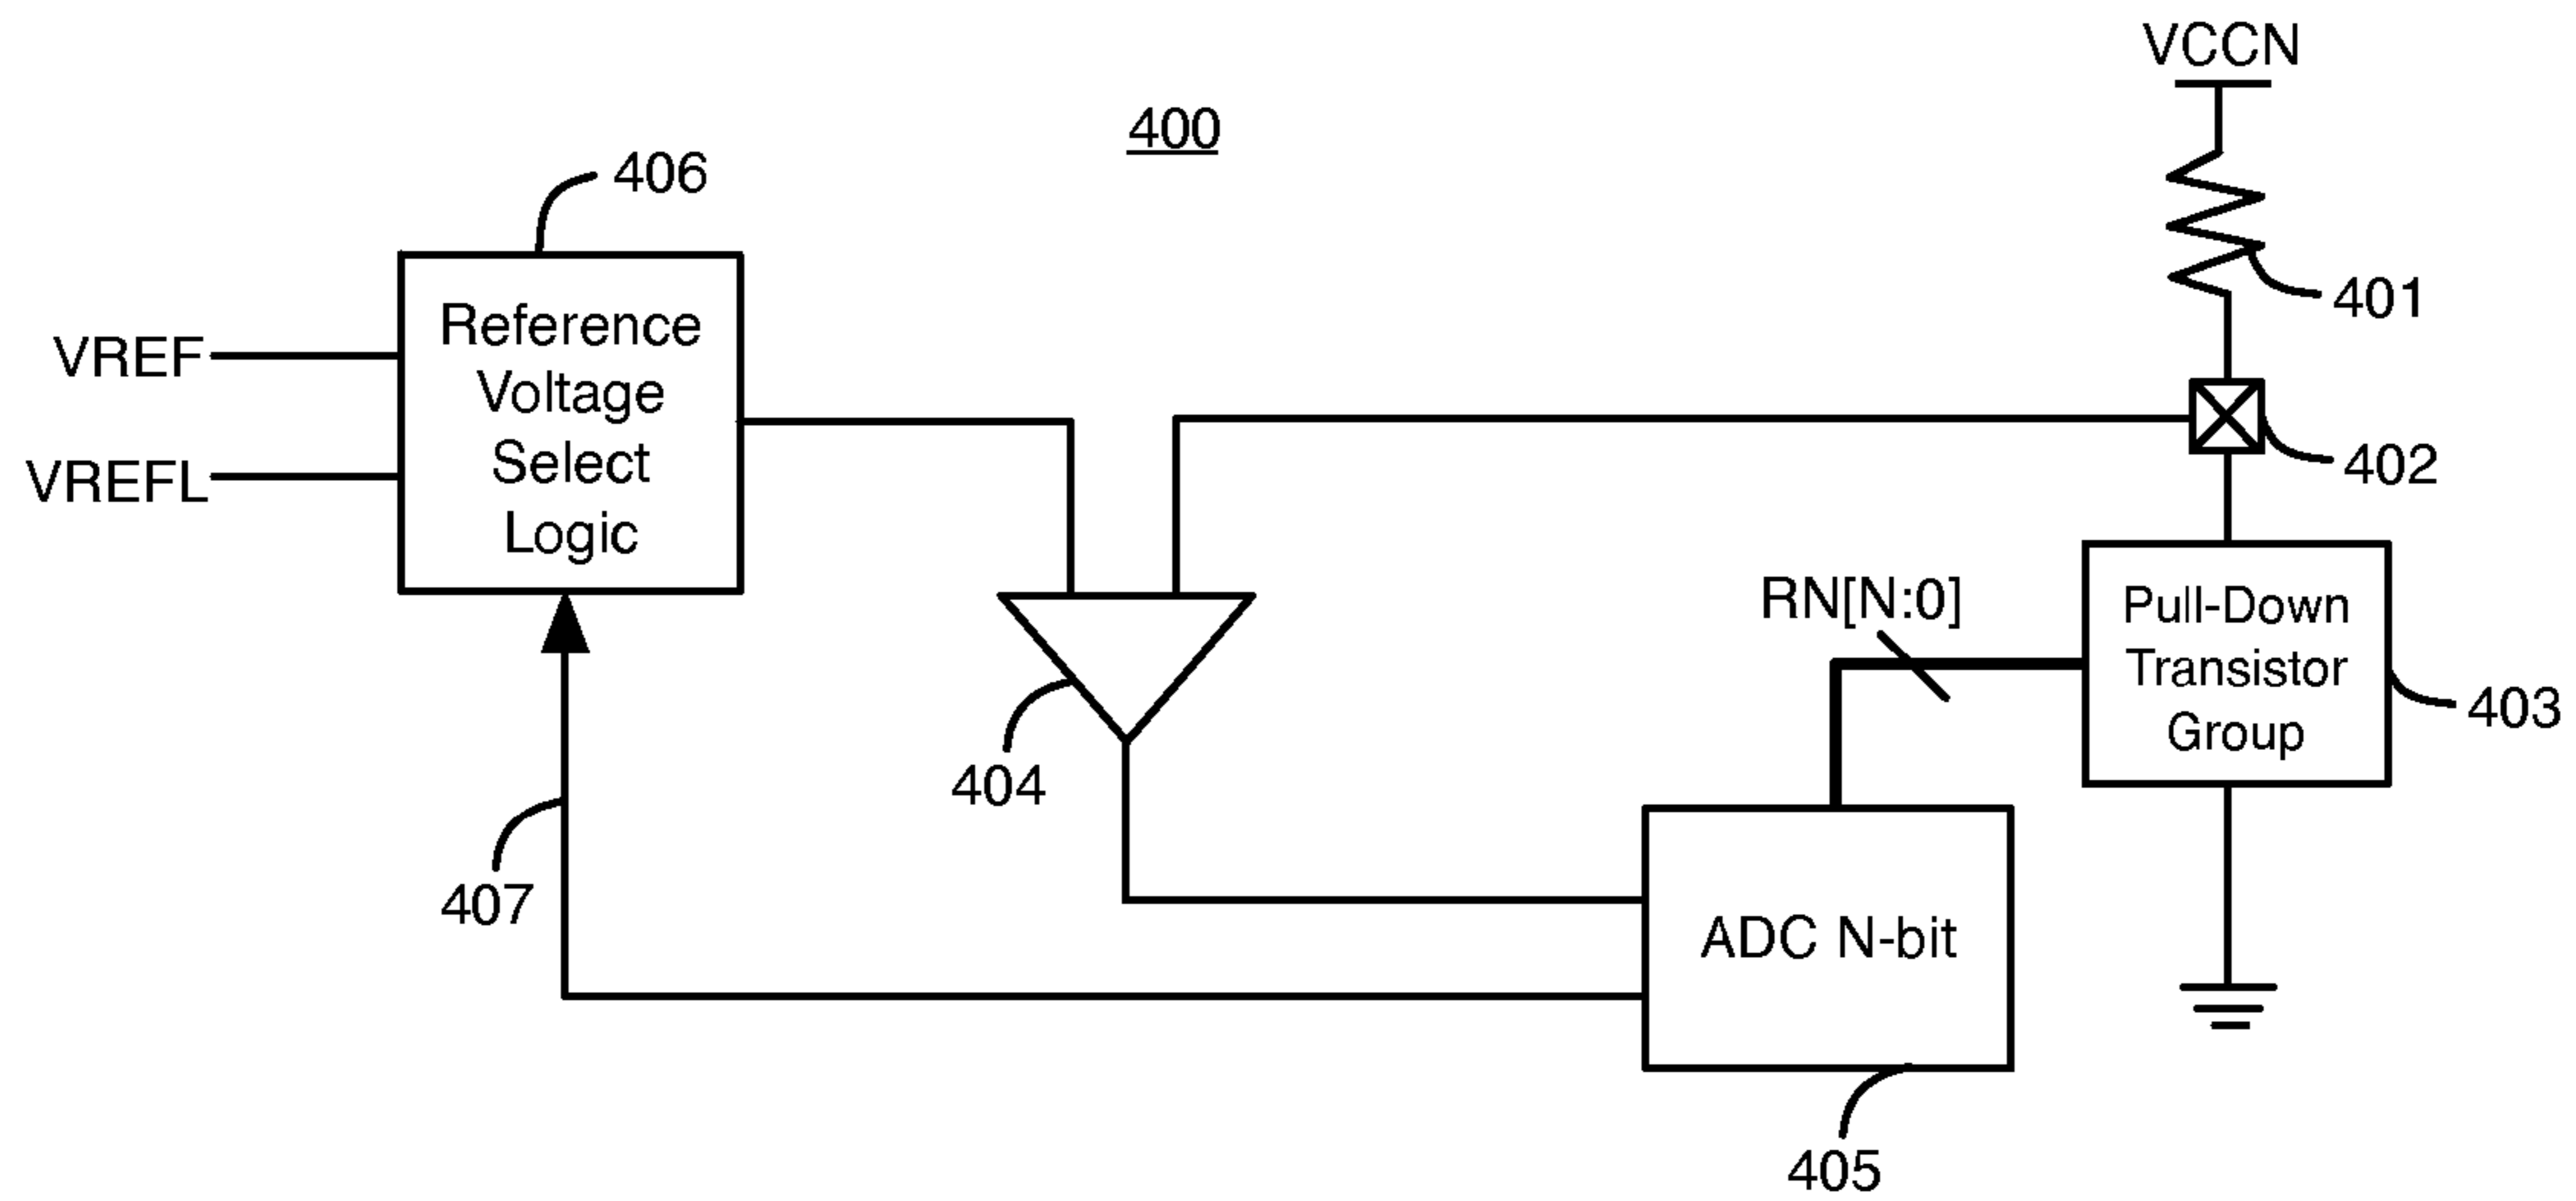 VCCN
400
406
Reference
Voltage
Select
Logic
VREF
VREFL
401
402
RN[N:0]
Pull-Down
Transistor
Group
403
404
407
ADC N-bit
405